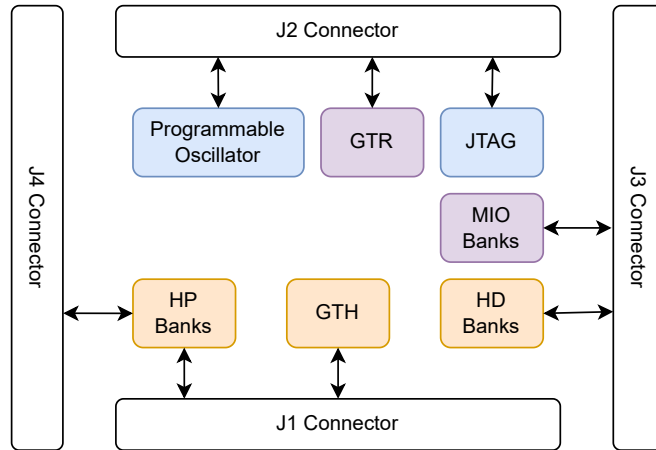 J2 Connector
Programmable
Oscillator
GTR
JTAG
J4 Connector
J3 Connector
MIO
Banks
HP
Banks
GTH
HD
Banks
J1 Connector